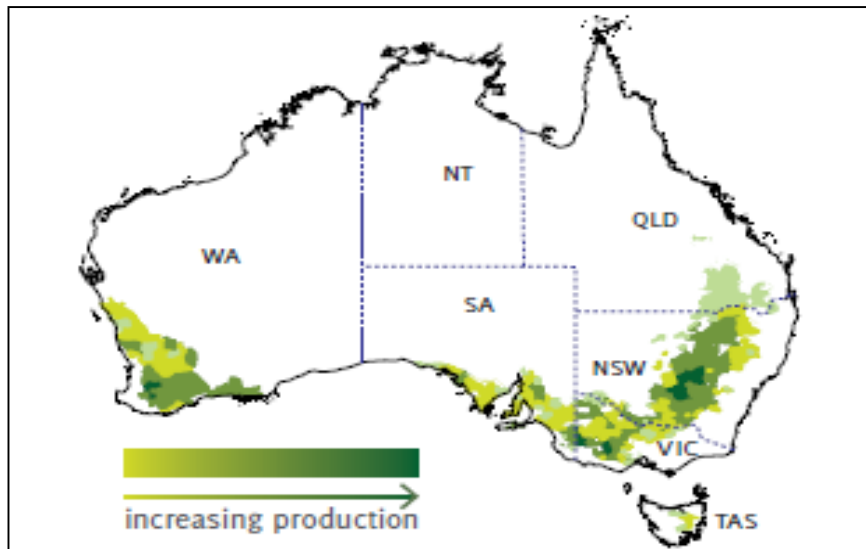 NT
QLD
WA
SA
NSW
VIC
increasing production
TAS